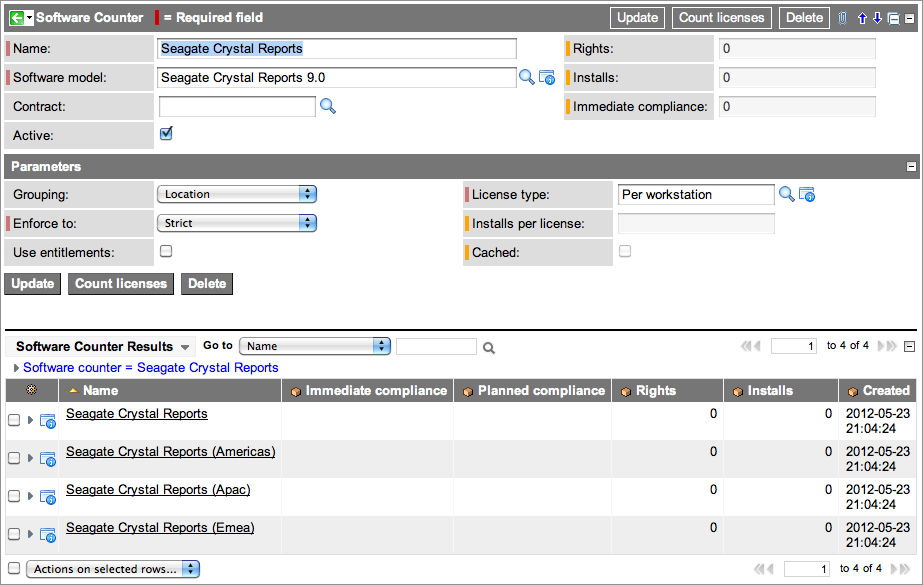 Software Counter = Required field Update Count licenses Delete
Name: Seagate Crystal Reports Rights: 0
Software model: Seagate Crystal Reports 9.0 Installs: 0
Contract: Immediate compliance: 0
Active:
Parameters
Grouping: Location License type: Per workstation
Enforce to: Strict Installs per license:
Use entitlements: Cached:
Update Count licenses Delete
Software Counter Results Go to Name 1 to 4 of 4
Software counter = Seagate Crystal Reports
Name Immediate compliance Planned compliance Rights Installs Created
Seagate Crystal Reports 0 0 2012-05-23
21:04:24
Seagate Crystal Reports (Americas) 0 0 2012-05-23
21:04:24
Seagate Crystal Reports (Apac) 0 0 2012-05-23
21:04:24
Seagate Crystal Reports (Emea) 0 0 2012-05-23
21:04:24
Actions on selected rows... 1 to 4 of 4